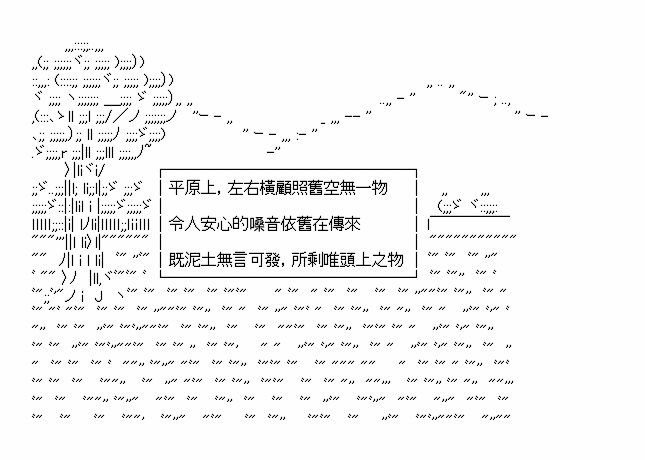 平原上，左右橫顧照舊空無一物
令人安心的嗓音依舊在傳來
既泥土無言可發，所剩唯頭上之物